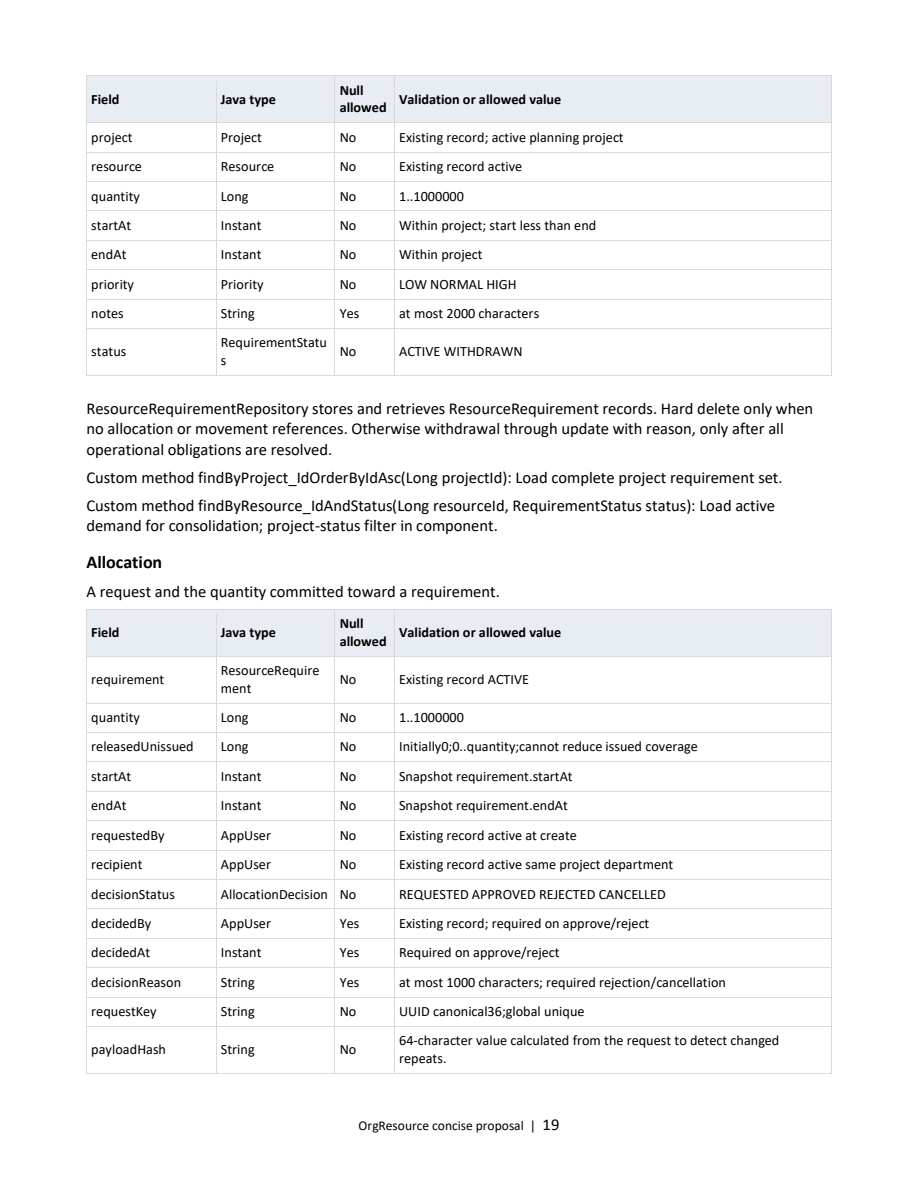 Field Java type Null allowed Validation or allowed value
project Project No Existing record; active planning project
resource Resource No Existing record active
quantity Long No 1..1000000
startAt Instant No Within project; start less than end
endAt Instant No Within project
priority Priority No LOW NORMAL HIGH
notes String Yes at most 2000 characters
status RequirementStatus No ACTIVE WITHDRAWN
ResourceRequirementRepository stores and retrieves ResourceRequirement records. Hard delete only when
no allocation or movement references. Otherwise withdrawal through update with reason, only after all
operational obligations are resolved.
Custom method findByProject_IdOrderByIdAsc(Long projectId): Load complete project requirement set.
Custom method findByResource_IdAndStatus(Long resourceId, RequirementStatus status): Load active
demand for consolidation; project-status filter in component.
Allocation
A request and the quantity committed toward a requirement.
Field Java type Null allowed Validation or allowed value
requirement ResourceRequirement No Existing record ACTIVE
quantity Long No 1..1000000
releasedUnissued Long No Initially0;0..quantity;cannot reduce issued coverage
startAt Instant No Snapshot requirement.startAt
endAt Instant No Snapshot requirement.endAt
requestedBy AppUser No Existing record active at create
recipient AppUser No Existing record active same project department
decisionStatus AllocationDecision No REQUESTED APPROVED REJECTED CANCELLED
decidedBy AppUser Yes Existing record; required on approve/reject
decidedAt Instant Yes Required on approve/reject
decisionReason String Yes at most 1000 characters; required rejection/cancellation
requestKey String No UUID canonical36;global unique
payloadHash String No 64-character value calculated from the request to detect changed
repeats.
OrgResource concise proposal | 19